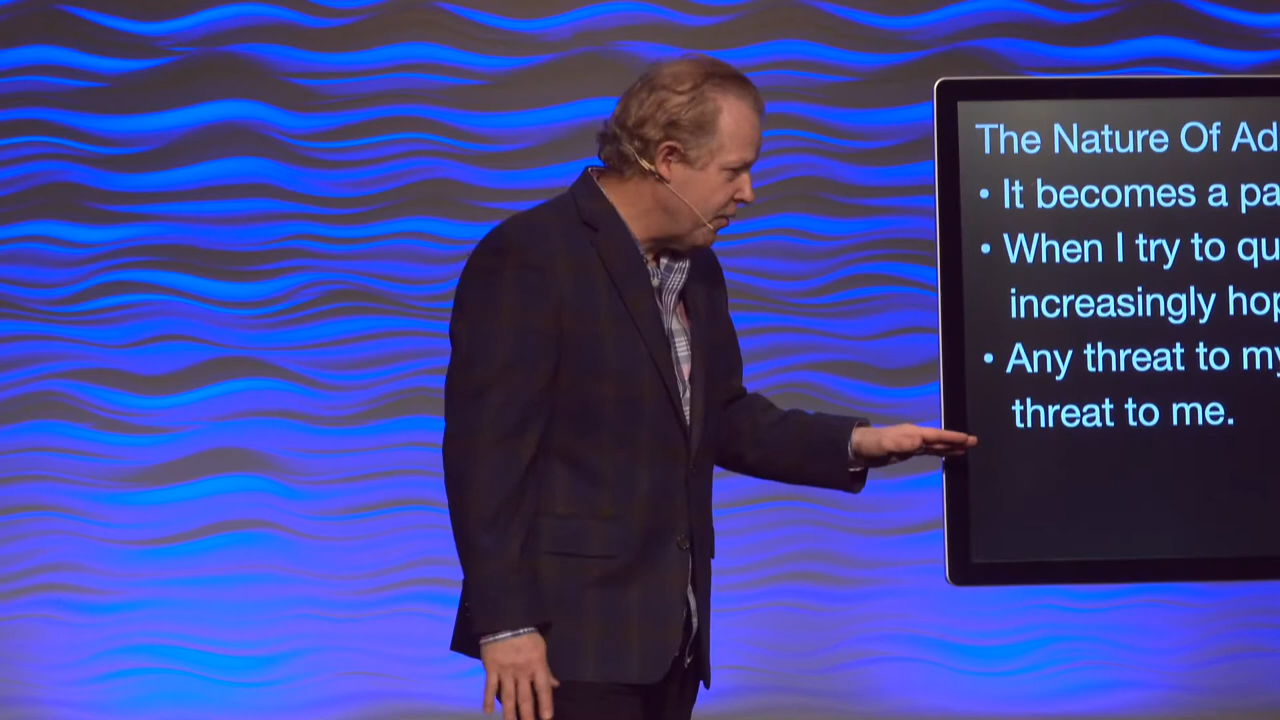 The Nature Of Ad
• It becomes a pa
• When I try to qu
increasingly hop
• Any threat to my
threat to me.